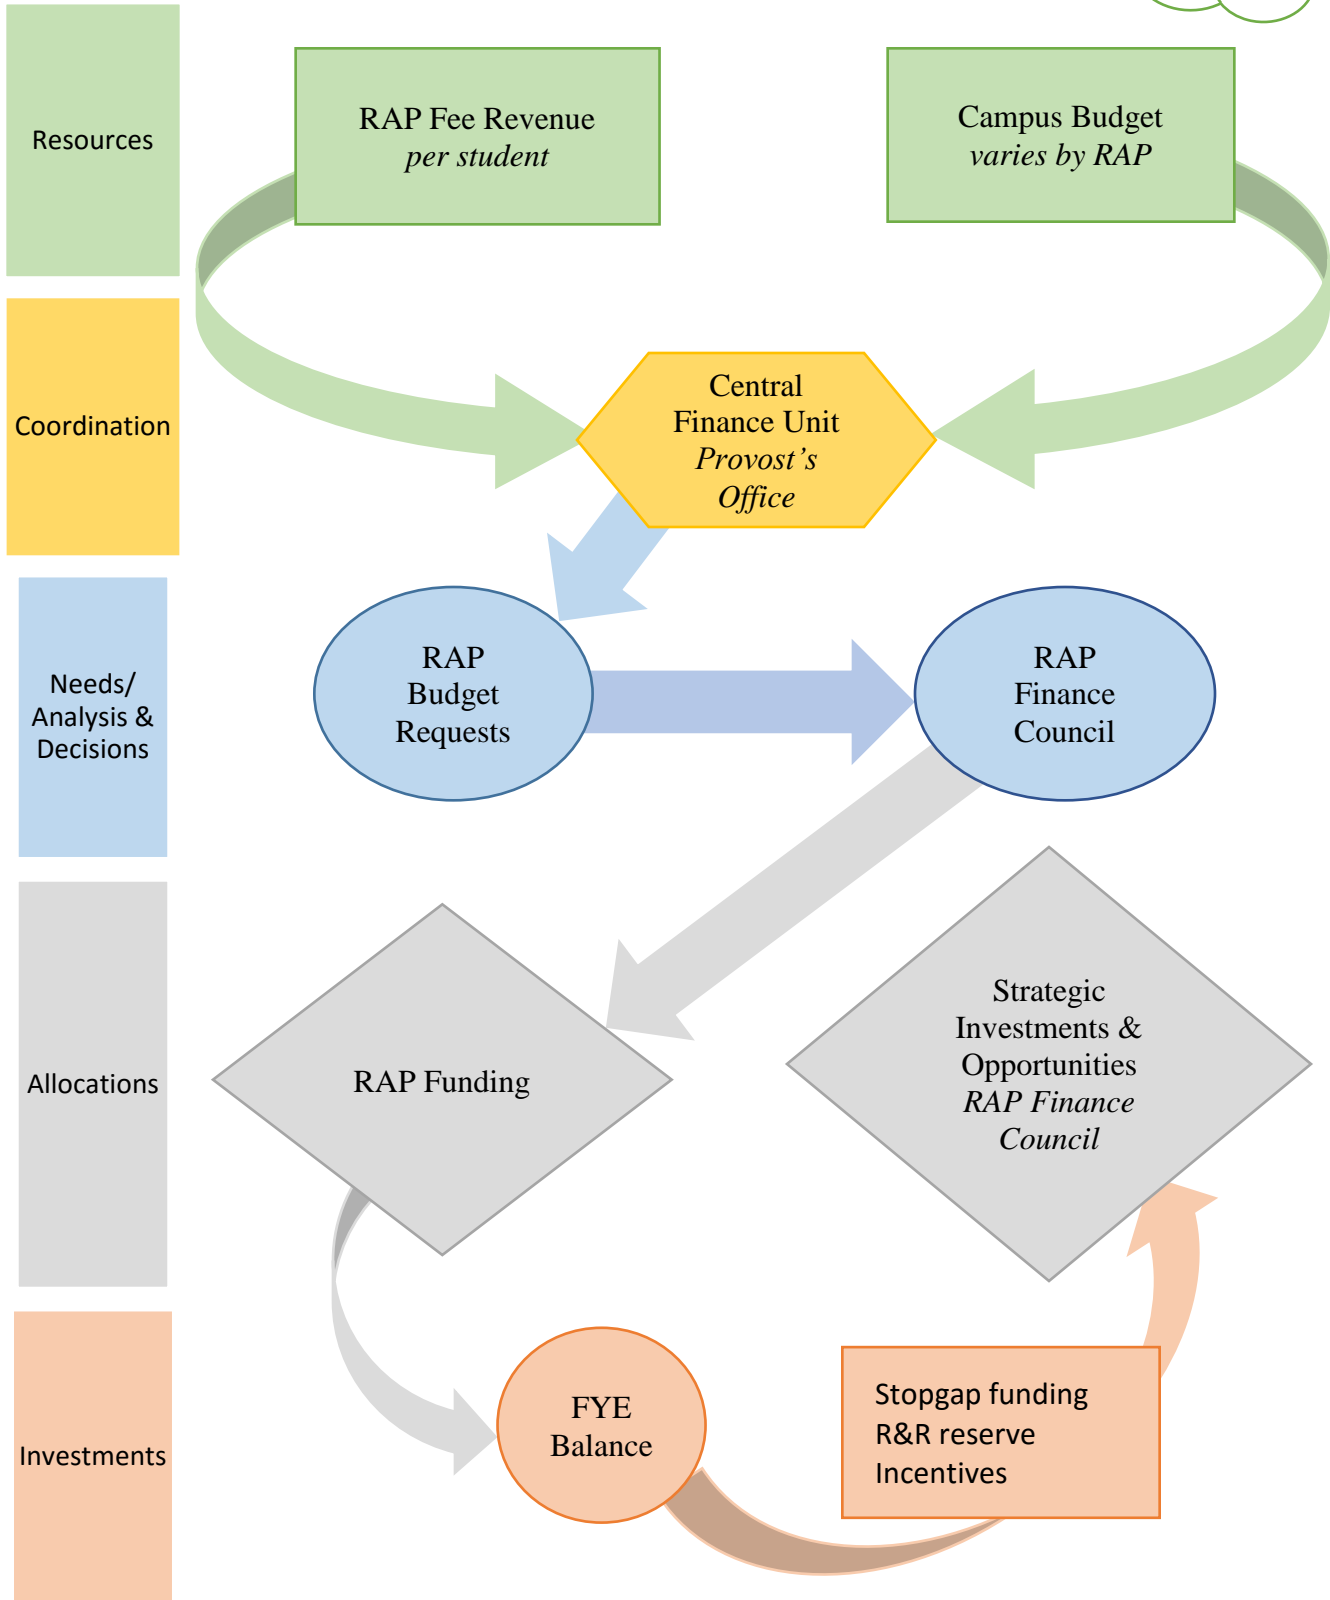 Resources
RAP Fee Revenue
per student
Campus Budget
varies by RAP
Coordination
Central
Finance Unit
Provost’s
Office
Needs/
Analysis &
Decisions
RAP
Budget
Requests
RAP
Finance
Council
Allocations
RAP Funding
Strategic
Investments &
Opportunities
RAP Finance
Council
Investments
FYE
Balance
Stopgap funding
R&R reserve
Incentives